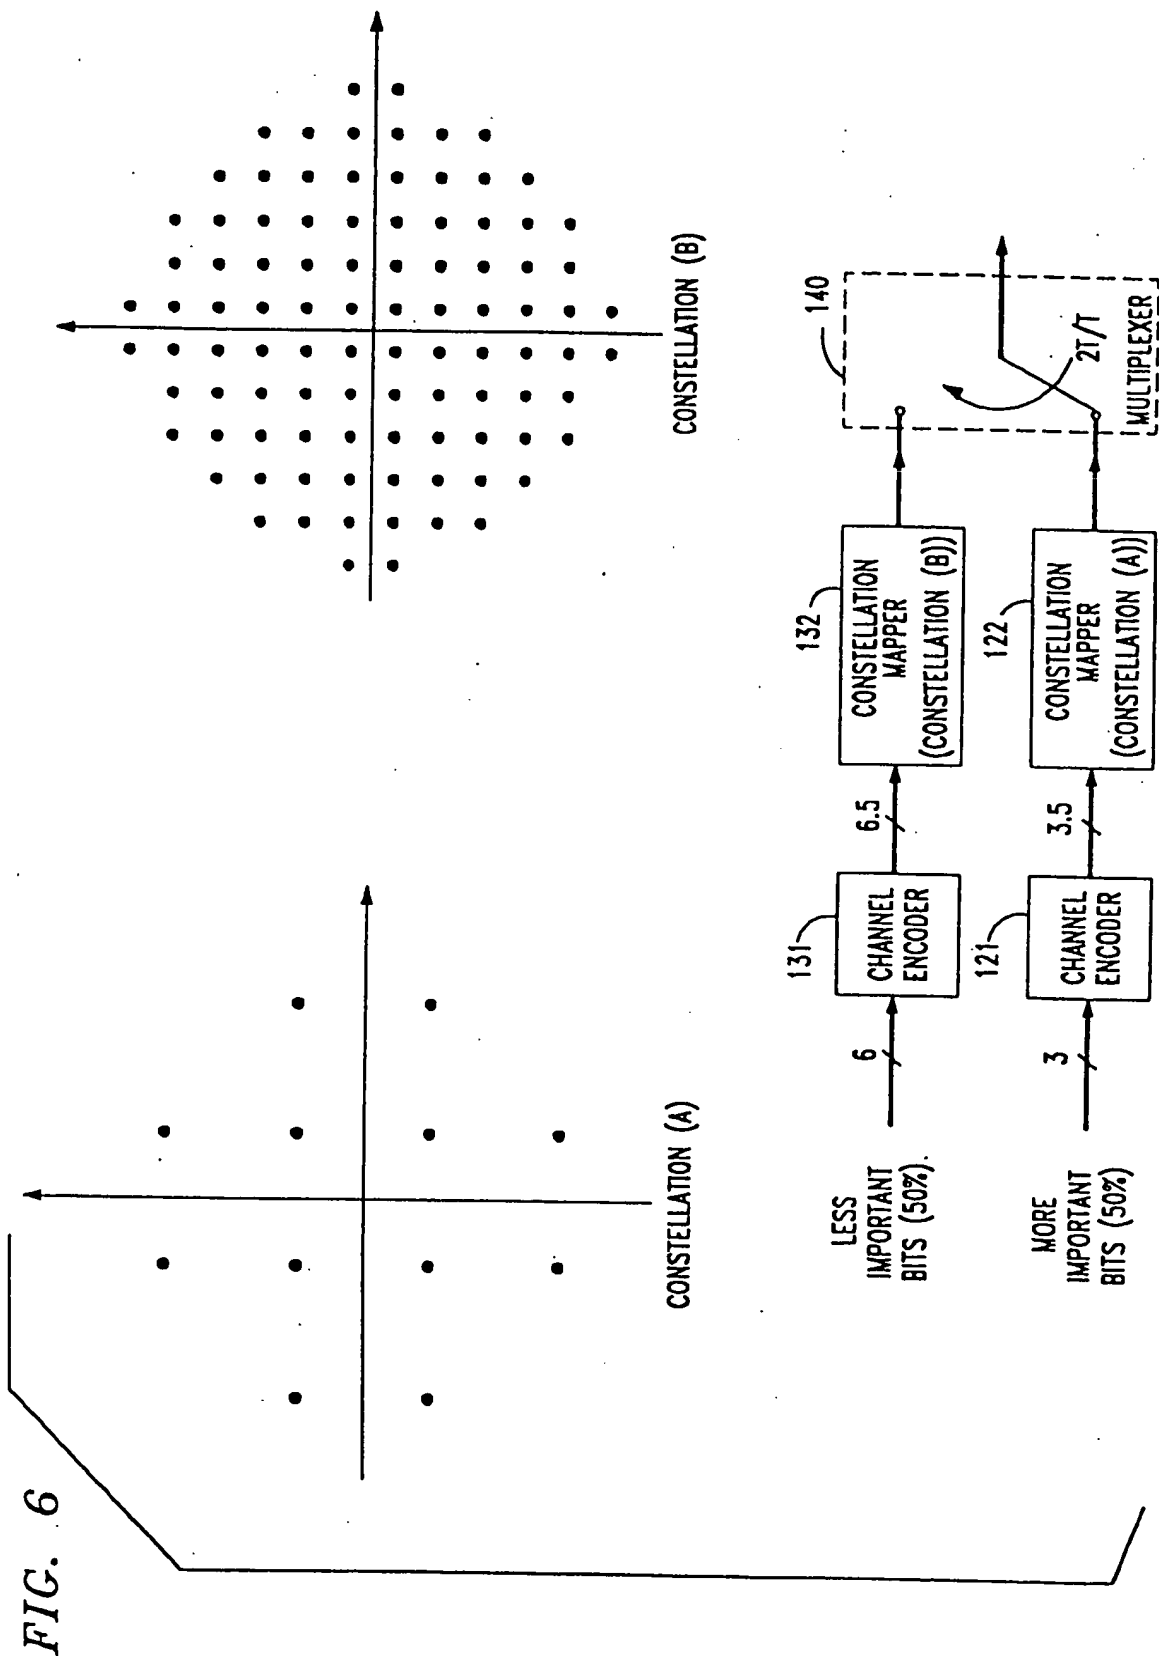 FIG. 6
CONSTELLATION (A)
CONSTELLATION (B)
LESS
IMPORTANT
BITS (50%).
6
131
CHANNEL
ENCODER
6.5
132
CONSTELLATION
MAPPER
(CONSTELLATION (B))
140
2T/T
MULTIPLEXER
MORE
IMPORTANT
BITS (50%)
3
121
CHANNEL
ENCODER
3.5
122
CONSTELLATION
MAPPER
(CONSTELLATION (A))